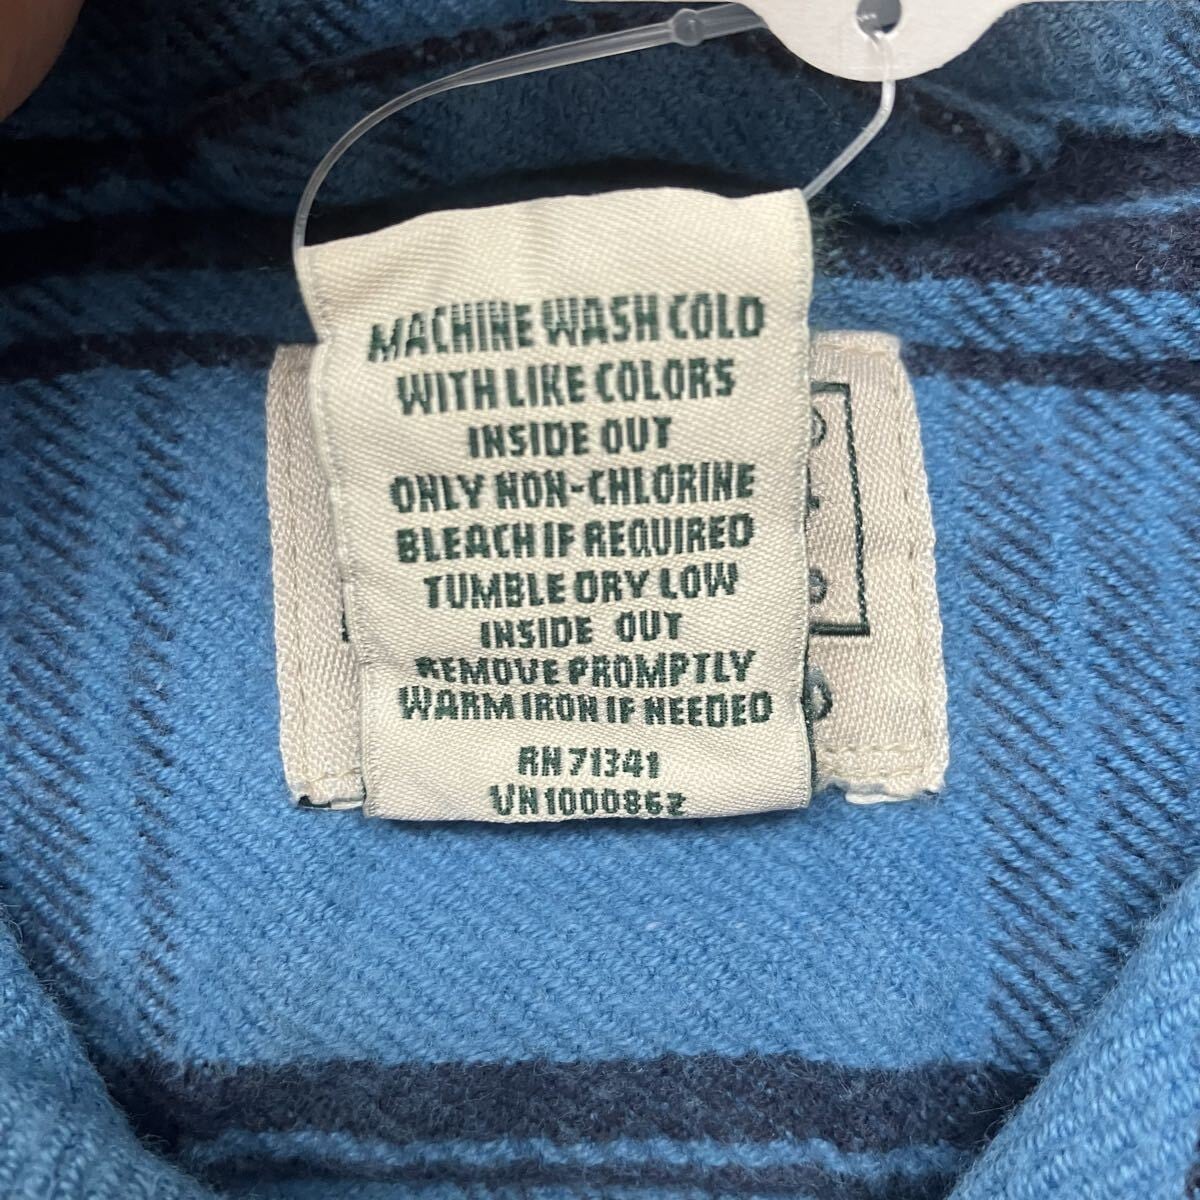 MACHINE WASH COLD
WITH LIKE COLORS
INSIDE OUT
ONLY NON-CHLORINE
BLEACH IF REQUIRED
TUMBLE DRY LOW
INSIDE OUT
REMOVE PROMPTLY
WARM IRON IF NEEDED
RN 71341
VN1000862